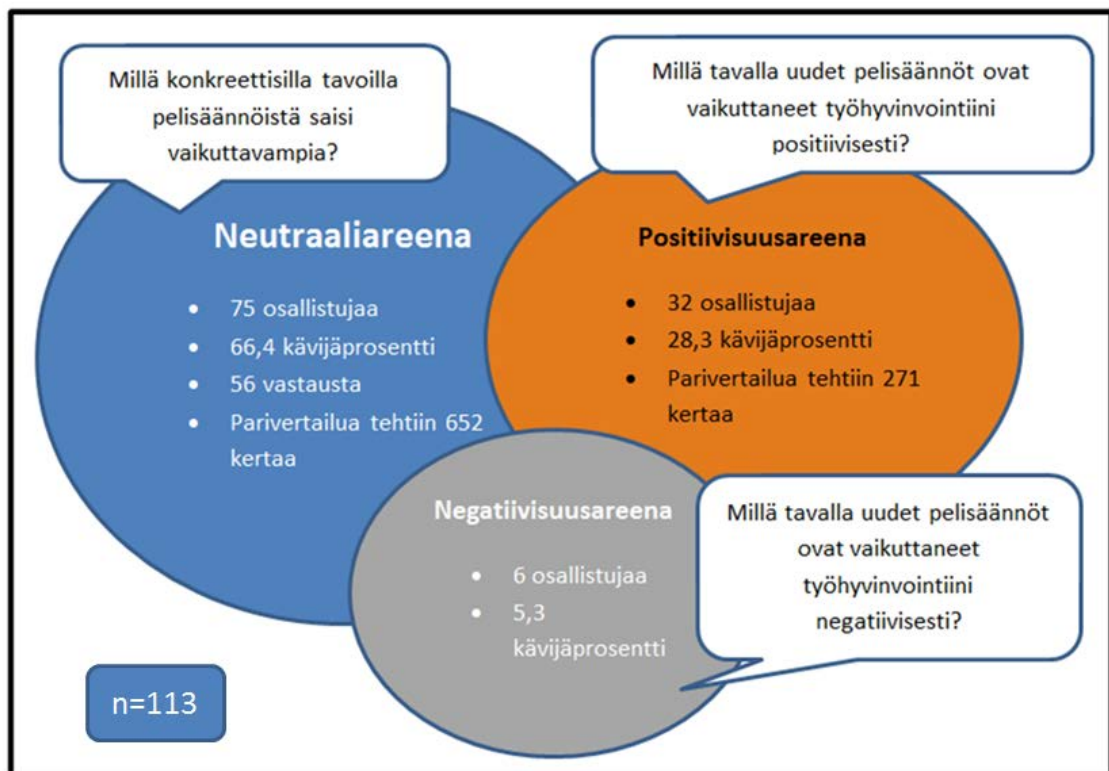 Millä konkreettisilla tavoilla
pelisäännöistä saisi
vaikuttavampia?
Millä tavalla uudet pelisäännöt ovat
vaikuttaneet työhyvinvointiini
positiivisesti?
Neutraaliareena
• 75 osallistujaa
• 66,4 kävijäprosentti
• 56 vastausta
• Parivertailua tehtiin 652
kertaa
Positiivisuusareena
• 32 osallistujaa
• 28,3 kävijäprosentti
• Parivertailua tehtiin 271
kertaa
Negatiivisuusareena
• 6 osallistujaa
• 5,3
kävijäprosentti
Millä tavalla uudet pelisäännöt
ovat vaikuttaneet
työhyvinvointiini
negatiivisesti?
n=113